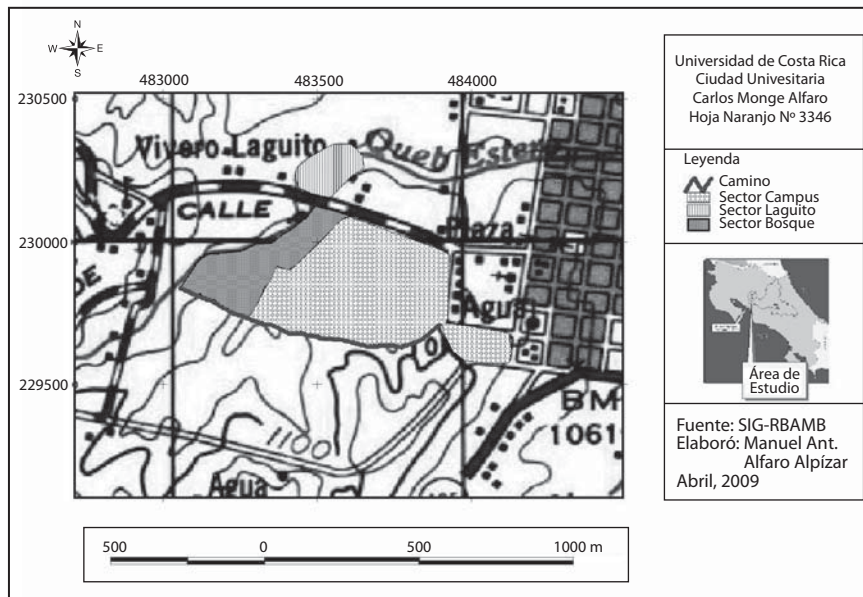 N
W E
S
483000 483500 484000
230500
230000
229500
Vivero Laguito
Queb Estero
CALLE
Plaza
DE
Agua
BM
1061
1100
Agua
500 0 500 1000 m
Universidad de Costa Rica
Ciudad Univesitaria
Carlos Monge Alfaro
Hoja Naranjo Nº 3346
Leyenda
Camino
Sector Campus
Sector Laguito
Sector Bosque
Área de
Estudio
Fuente: SIG-RBAMB
Elaboró: Manuel Ant.
Alfaro Alpízar
Abril, 2009